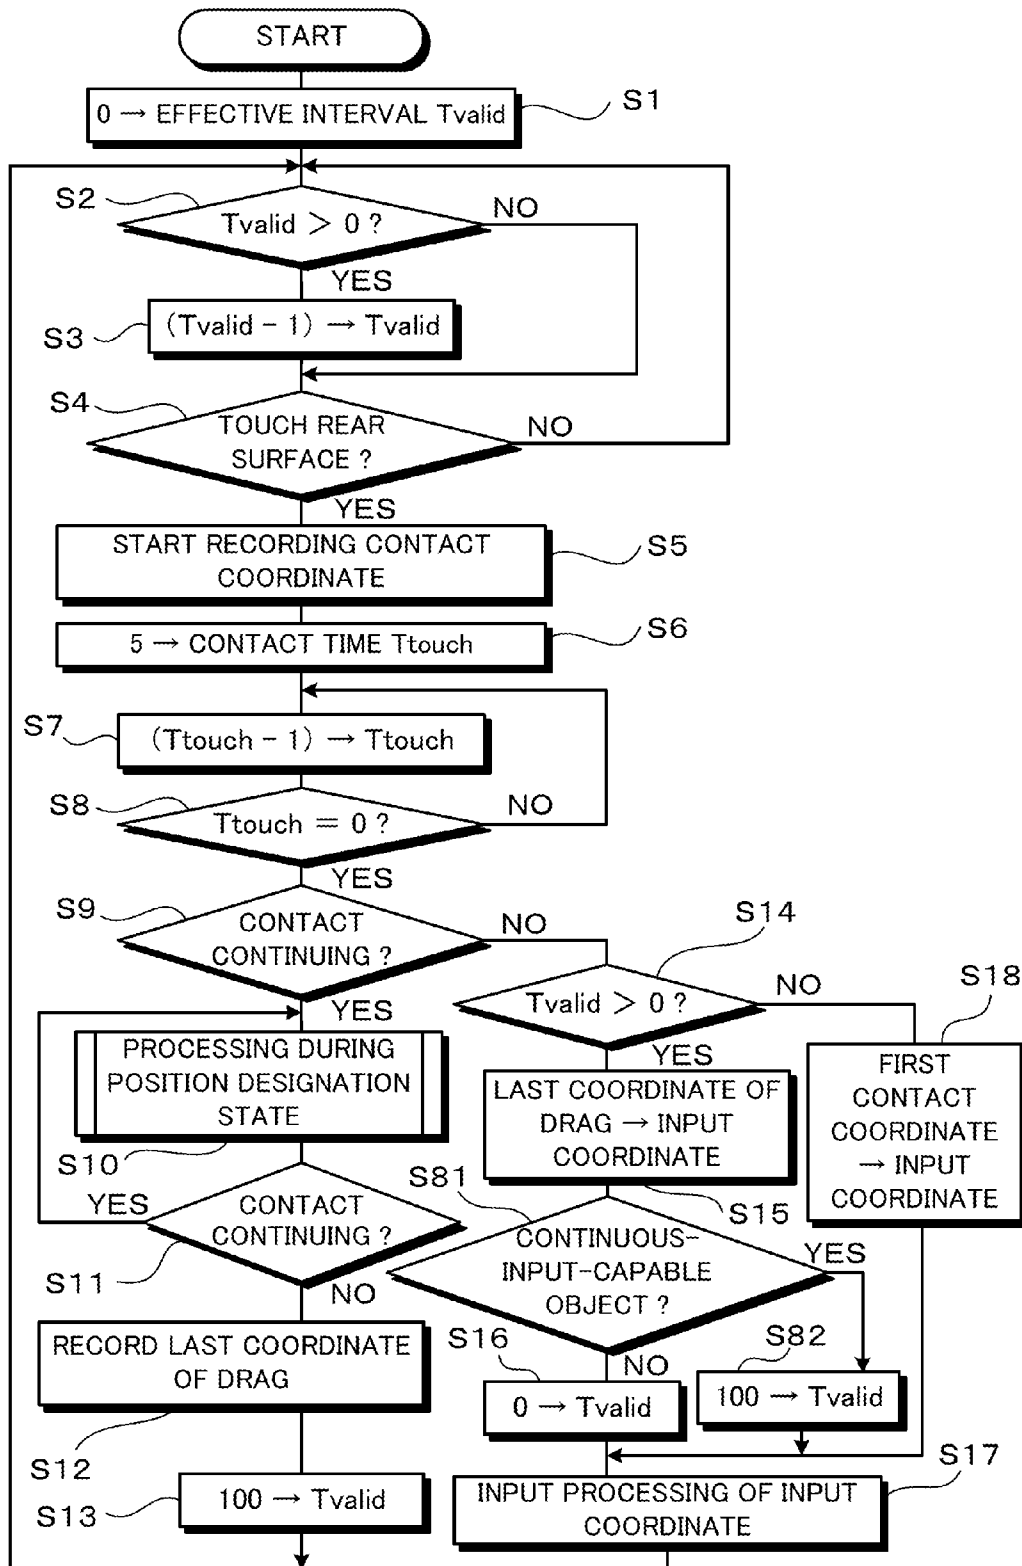 START
0 → EFFECTIVE INTERVAL Tvalid
S1
S2
Tvalid > 0 ?
NO
YES
S3
(Tvalid - 1) → Tvalid
S4
TOUCH REAR
SURFACE ?
NO
YES
START RECORDING CONTACT
COORDINATE
S5
5 → CONTACT TIME Ttouch
S6
S7
(Ttouch - 1) → Ttouch
S8
Ttouch = 0 ?
NO
YES
S9
CONTACT
CONTINUING ?
NO
YES
S14
Tvalid > 0 ?
NO
YES
S18
FIRST
CONTACT
COORDINATE
→ INPUT
COORDINATE
PROCESSING DURING
POSITION DESIGNATION
STATE
S10
LAST COORDINATE OF
DRAG → INPUT
COORDINATE
S15
YES
CONTACT
CONTINUING ?
S11
NO
S81
CONTINUOUS-
INPUT-CAPABLE
OBJECT ?
YES
NO
S16
0 → Tvalid
S82
100 → Tvalid
RECORD LAST COORDINATE
OF DRAG
S12
S13
100 → Tvalid
S17
INPUT PROCESSING OF INPUT
COORDINATE